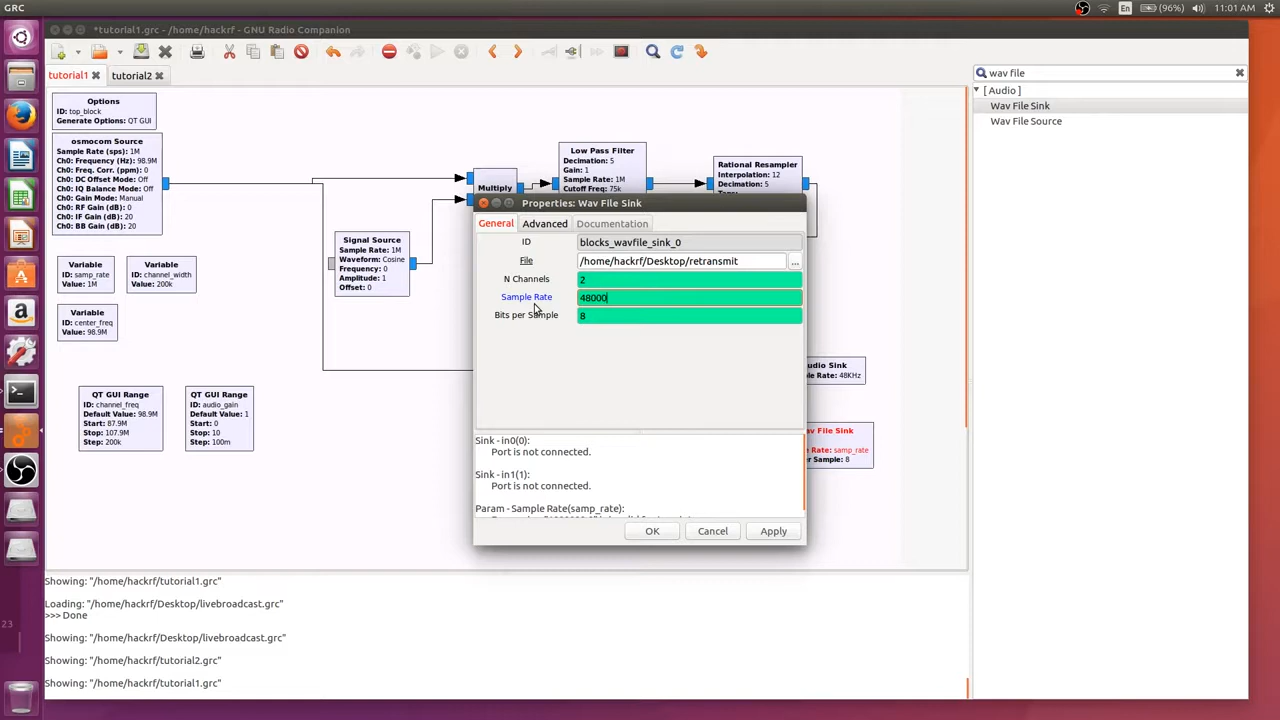 GRC
En
(96%)
11:01 AM
*tutorial1.grc - /home/hackrf - GNU Radio Companion
tutorial1
tutorial2
wav file
[ Audio ]
Wav File Sink
Wav File Source
Options
ID: top_block
Generate Options: QT GUI
osmocom Source
Sample Rate (sps): 1M
Ch0: Frequency (Hz): 98.9M
Ch0: Freq. Corr. (ppm): 0
Ch0: DC Offset Mode: Off
Ch0: IQ Balance Mode: Off
Ch0: Gain Mode: Manual
Ch0: RF Gain (dB): 0
Ch0: IF Gain (dB): 20
Ch0: BB Gain (dB): 20
Variable
ID: samp_rate
Value: 1M
Variable
ID: channel_width
Value: 200k
Variable
ID: center_freq
Value: 98.9M
QT GUI Range
ID: channel_freq
Default Value: 98.9M
Start: 87.9M
Stop: 107.9M
Step: 200k
QT GUI Range
ID: audio_gain
Default Value: 1
Start: 0
Stop: 10
Step: 100m
Signal Source
Sample Rate: 1M
Waveform: Cosine
Frequency: 0
Amplitude: 1
Offset: 0
Multiply
Low Pass Filter
Decimation: 5
Gain: 1
Sample Rate: 1M
Cutoff Freq: 75k
Rational Resampler
Interpolation: 12
Decimation: 5
Properties: Wav File Sink
General
Advanced
Documentation
ID
blocks_wavfile_sink_0
File
/home/hackrf/Desktop/retransmit
...
N Channels
2
Sample Rate
48000
Bits per Sample
8
Sink - in0(0):
Port is not connected.
Sink - in1(1):
Port is not connected.
Param - Sample Rate(samp_rate):
OK
Cancel
Apply
udio Sink
le Rate: 48KHz
av File Sink
e Rate: samp_rate
er Sample: 8
Showing: "/home/hackrf/tutorial1.grc"
Loading: "/home/hackrf/Desktop/livebroadcast.grc"
>>> Done
Showing: "/home/hackrf/Desktop/livebroadcast.grc"
Showing: "/home/hackrf/tutorial2.grc"
Showing: "/home/hackrf/tutorial1.grc"
23